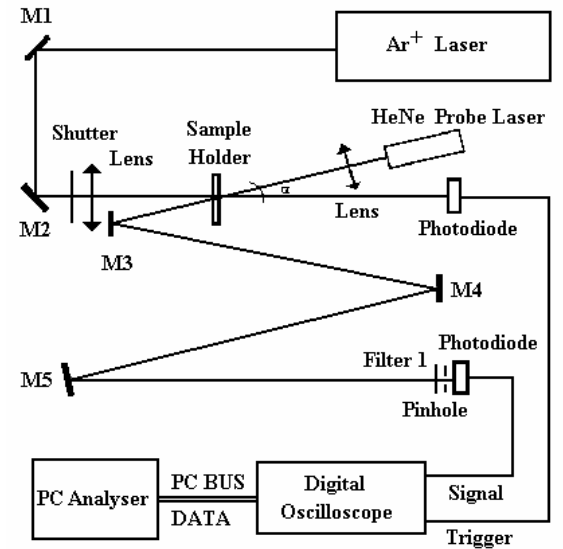 M1
Ar+ Laser
HeNe Probe Laser
Shutter
Lens
Sample
Holder
α
Lens
Photodiode
M2
M3
M4
Photodiode
Filter 1
M5
Pinhole
PC Analyser
PC BUS
DATA
Digital
Oscilloscope
Signal
Trigger